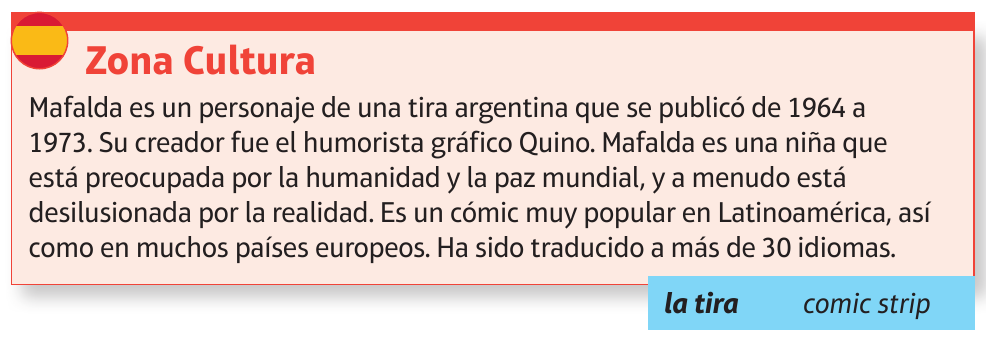 Zona Cultura
Mafalda es un personaje de una tira argentina que se publicó de 1964 a
1973. Su creador fue el humorista gráfico Quino. Mafalda es una niña que
está preocupada por la humanidad y la paz mundial, y a menudo está
desilusionada por la realidad. Es un cómic muy popular en Latinoamérica, así
como en muchos países europeos. Ha sido traducido a más de 30 idiomas.
la tira comic strip